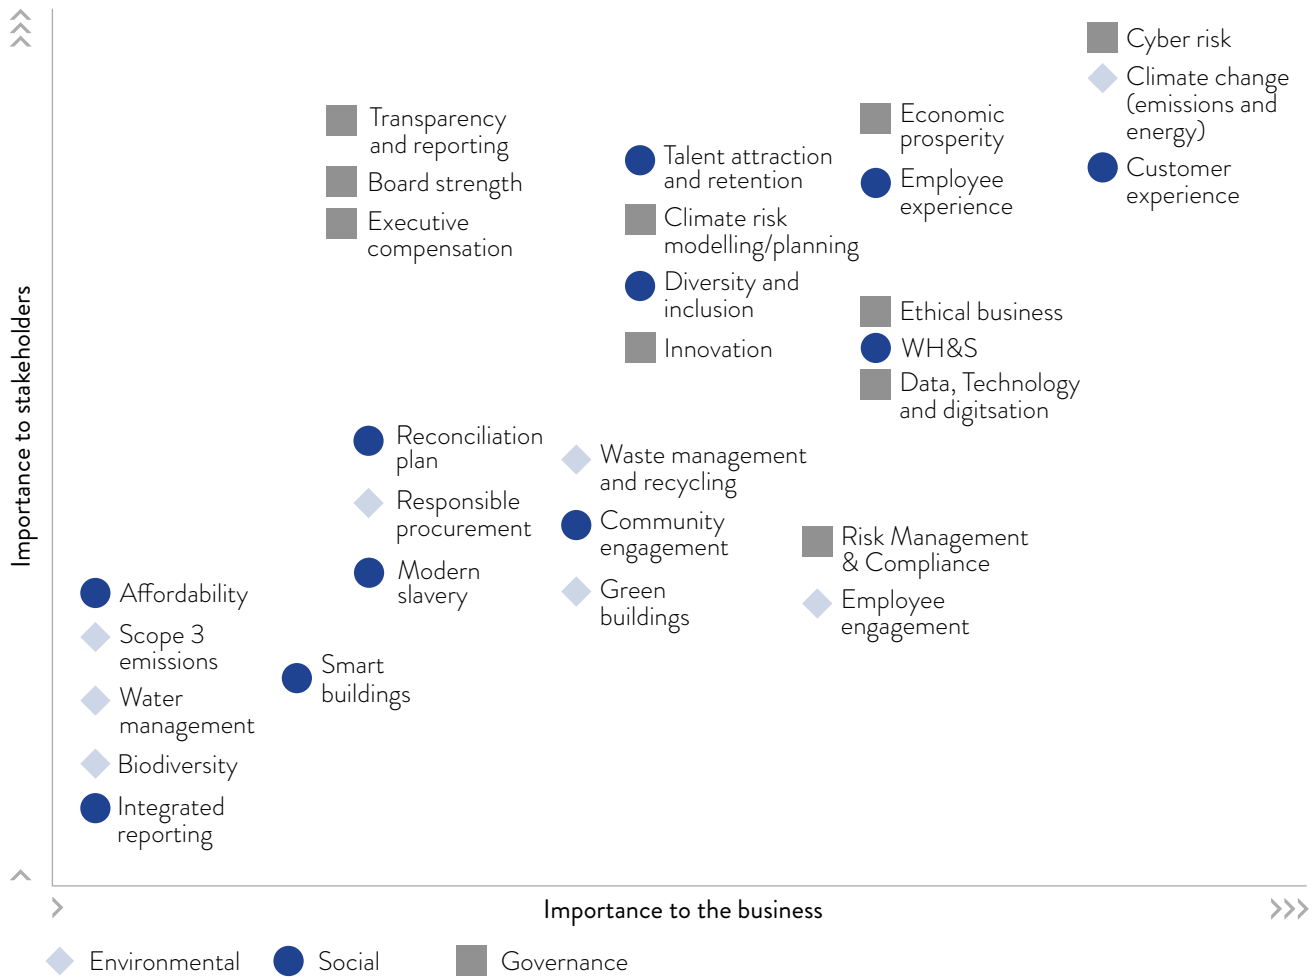 Cyber risk
Climate change
(emissions and
energy)
Customer
experience
Economic
prosperity
Employee
experience
Transparency
and reporting
Board strength
Executive
compensation
Talent attraction
and retention
Climate risk
modelling/planning
Diversity and
inclusion
Innovation
Ethical business
WH&S
Data, Technology
and digitsation
Reconciliation
plan
Responsible
procurement
Modern
slavery
Waste management
and recycling
Community
engagement
Green
buildings
Risk Management
& Compliance
Employee
engagement
Affordability
Scope 3
emissions
Water
management
Biodiversity
Integrated
reporting
Smart
buildings
Importance to stakeholders
Importance to the business
Environmental
Social
Governance